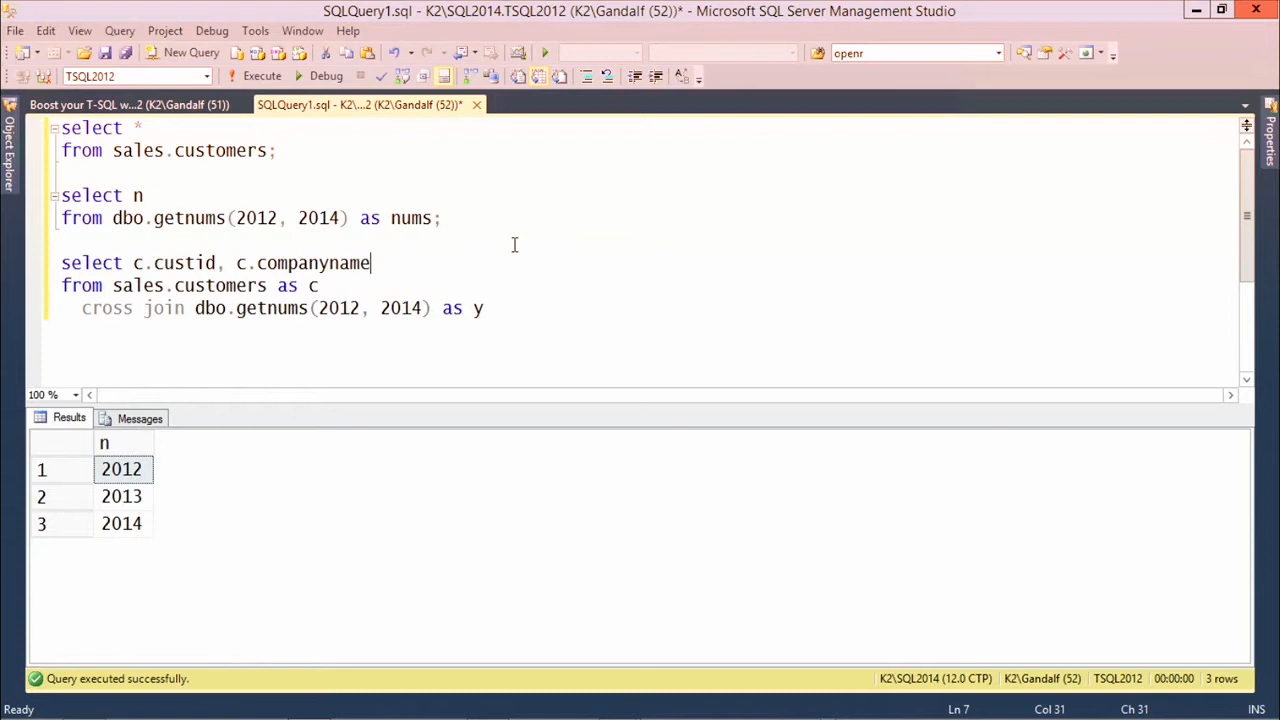 SQLQuery1.sql - K2\SQL2014.TSQL2012 (K2\Gandalf (52))* - Microsoft SQL Server Management Studio
File Edit View Query Project Debug Tools Window Help
New Query openr
TSQL2012 Execute Debug
Boost your T-SQL w...2 (K2\Gandalf (51)) SQLQuery1.sql - K2\...2 (K2\Gandalf (52))*
Object Explorer
Properties
select *
from sales.customers;
select n
from dbo.getnums(2012, 2014) as nums;
select c.custid, c.companyname
from sales.customers as c
cross join dbo.getnums(2012, 2014) as y
100 %
Results Messages
n
1 2012
2 2013
3 2014
Query executed successfully. K2\SQL2014 (12.0 CTP) K2\Gandalf (52) TSQL2012 00:00:00 3 rows
Ready Ln 7 Col 31 Ch 31 INS